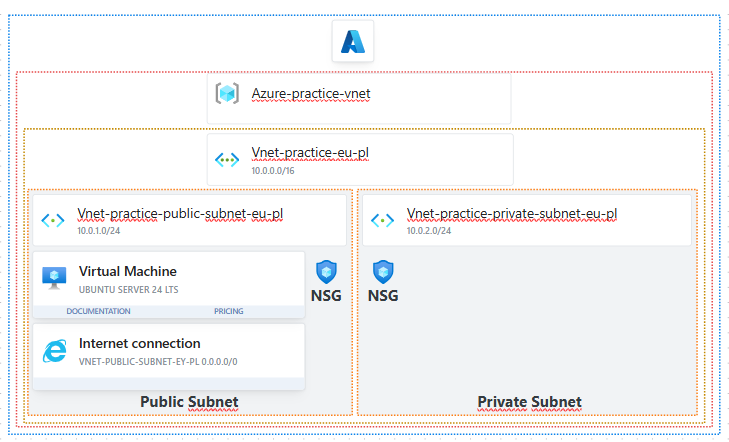 Azure-practice-vnet
Vnet-practice-eu-pl
10.0.0.0/16
Vnet-practice-public-subnet-eu-pl
10.0.1.0/24
Vnet-practice-private-subnet-eu-pl
10.0.2.0/24
Virtual Machine
UBUNTU SERVER 24 LTS
DOCUMENTATION PRICING
NSG
NSG
Internet connection
VNET-PUBLIC-SUBNET-EY-PL 0.0.0.0/0
Public Subnet
Private Subnet